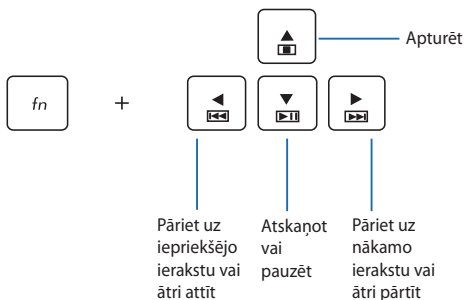 Apturēt
fn
+
Pāriet uz
iepriekšējo
ierakstu vai
ātri attīt
Atskaņot
vai
pauzēt
Pāriet uz
nākamo
ierakstu vai
ātri pārtīt